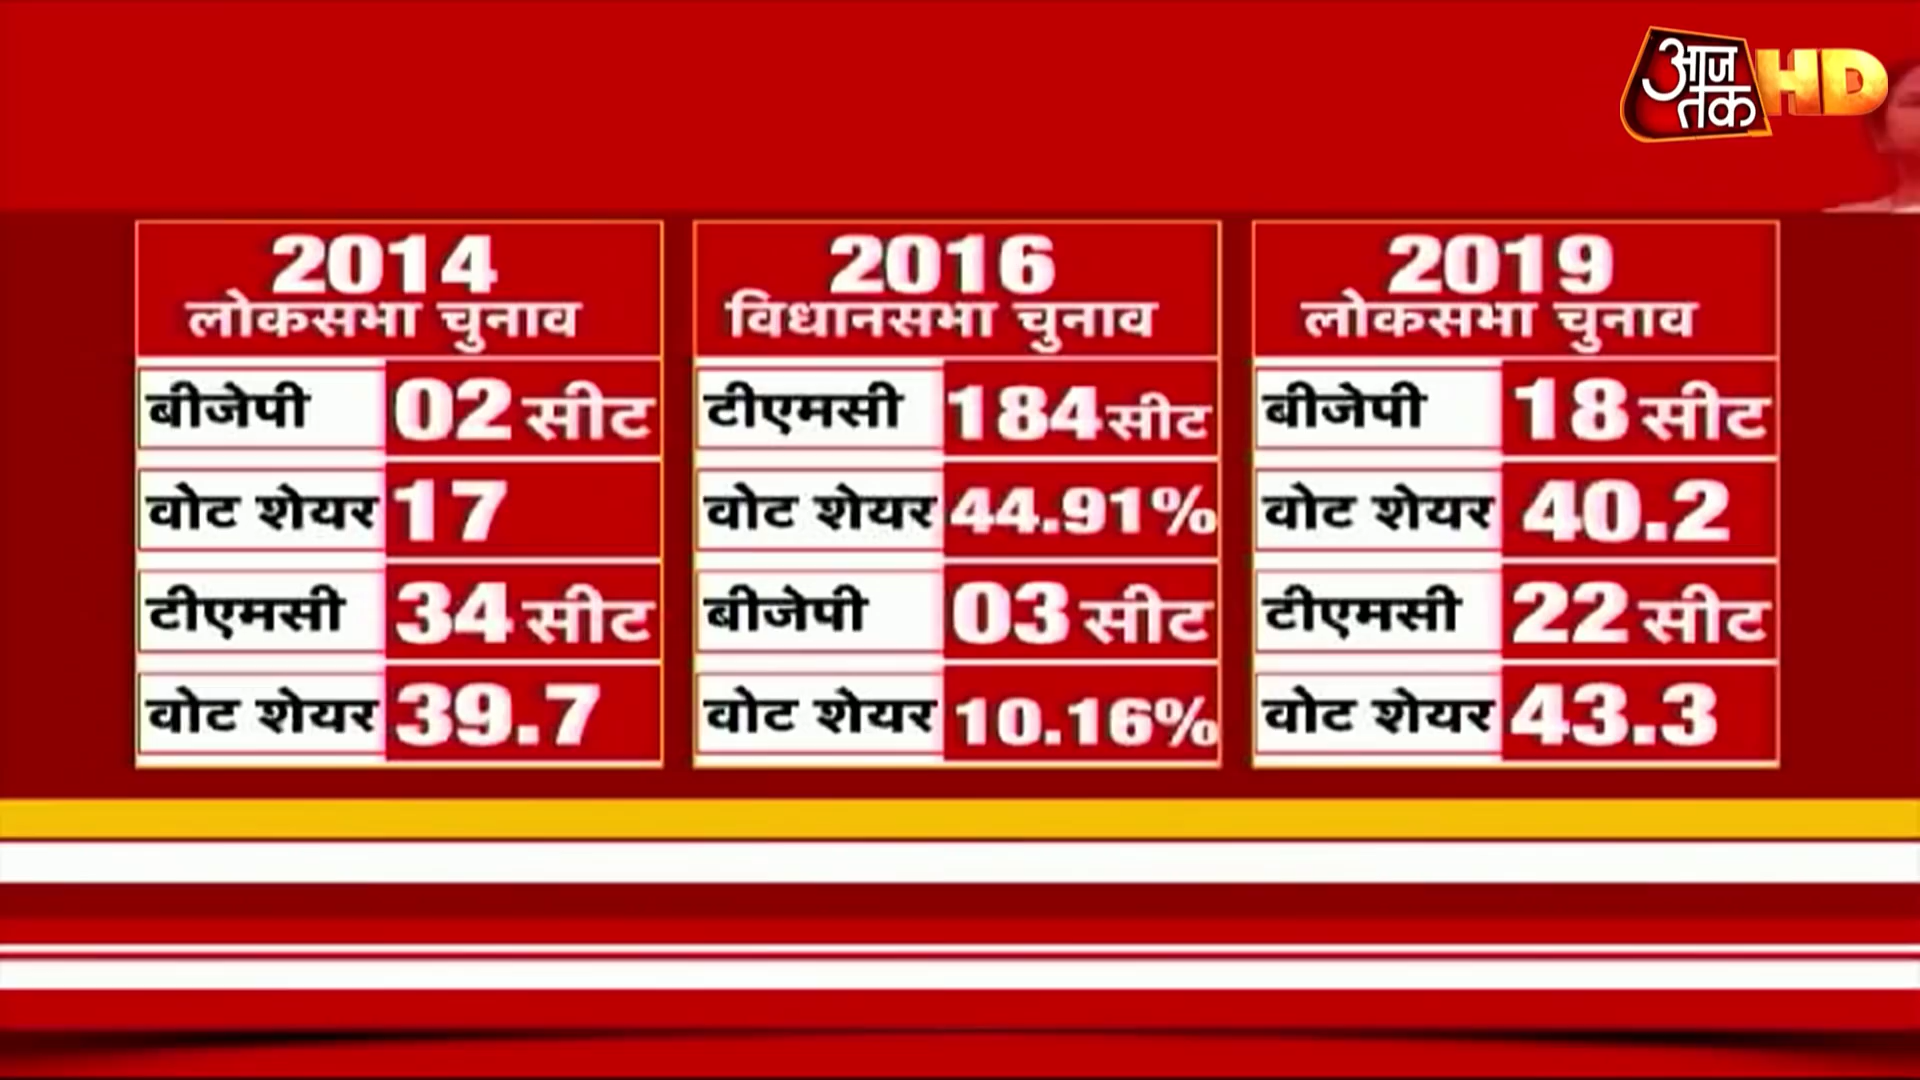 आज
तक HD
2014
लोकसभा चुनाव
बीजेपी 02 सीट
वोट शेयर 17
टीएमसी 34 सीट
वोट शेयर 39.7
2016
विधानसभा चुनाव
टीएमसी 184 सीट
वोट शेयर 44.91%
बीजेपी 03 सीट
वोट शेयर 10.16%
2019
लोकसभा चुनाव
बीजेपी 18 सीट
वोट शेयर 40.2
टीएमसी 22 सीट
वोट शेयर 43.3